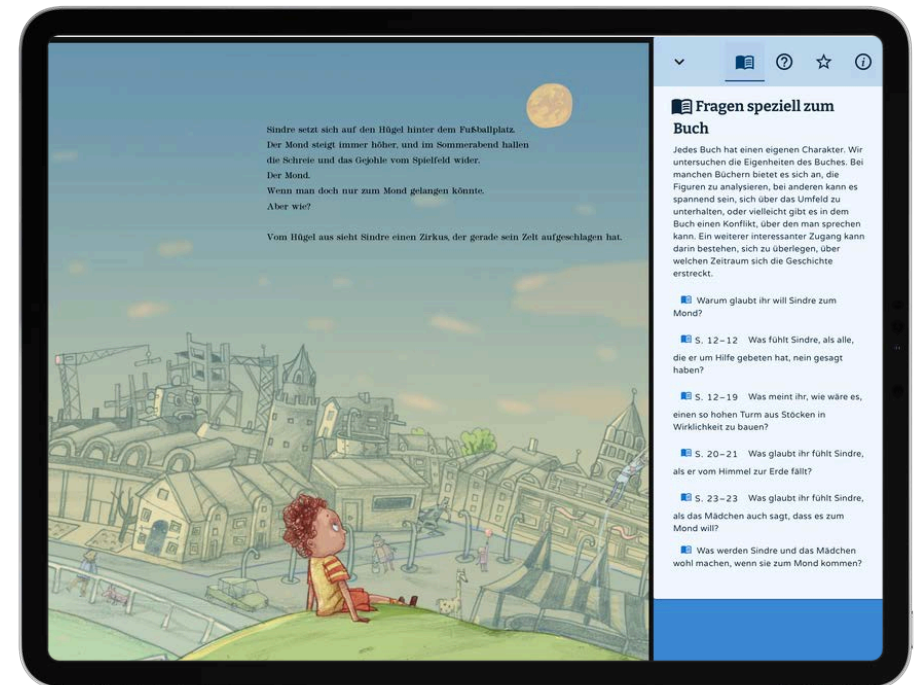 Sindre setzt sich auf den Hügel hinter dem Fußballplatz.
Der Mond steigt immer höher, und im Sommerabend hallen
die Schreie und das Gejohle vom Spielfeld wider.
Der Mond.
Wenn man doch nur zum Mond gelangen könnte.
Aber wie?
Vom Hügel aus sieht Sindre einen Zirkus, der gerade sein Zelt aufgeschlagen hat.
Fragen speziell zum
Buch
Jedes Buch hat einen eigenen Charakter. Wir
untersuchen die Eigenheiten des Buches. Bei
manchen Büchern bietet es sich an, die
Figuren zu analysieren, bei anderen kann es
spannend sein, sich über das Umfeld zu
unterhalten, oder vielleicht gibt es in dem
Buch einen Konflikt, über den man sprechen
kann. Ein weiterer interessanter Zugang kann
darin bestehen, sich zu überlegen, über
welchen Zeitraum sich die Geschichte
erstreckt.
Warum glaubt ihr will Sindre zum
Mond?
S. 12–12 Was fühlt Sindre, als alle,
die er um Hilfe gebeten hat, nein gesagt
haben?
S. 12–19 Was meint ihr, wie wäre es,
einen so hohen Turm aus Stöcken in
Wirklichkeit zu bauen?
S. 20–21 Was glaubt ihr fühlt Sindre,
als er vom Himmel zur Erde fällt?
S. 23–23 Was glaubt ihr fühlt Sindre,
als das Mädchen auch sagt, dass es zum
Mond will?
Was werden Sindre und das Mädchen
wohl machen, wenn sie zum Mond kommen?